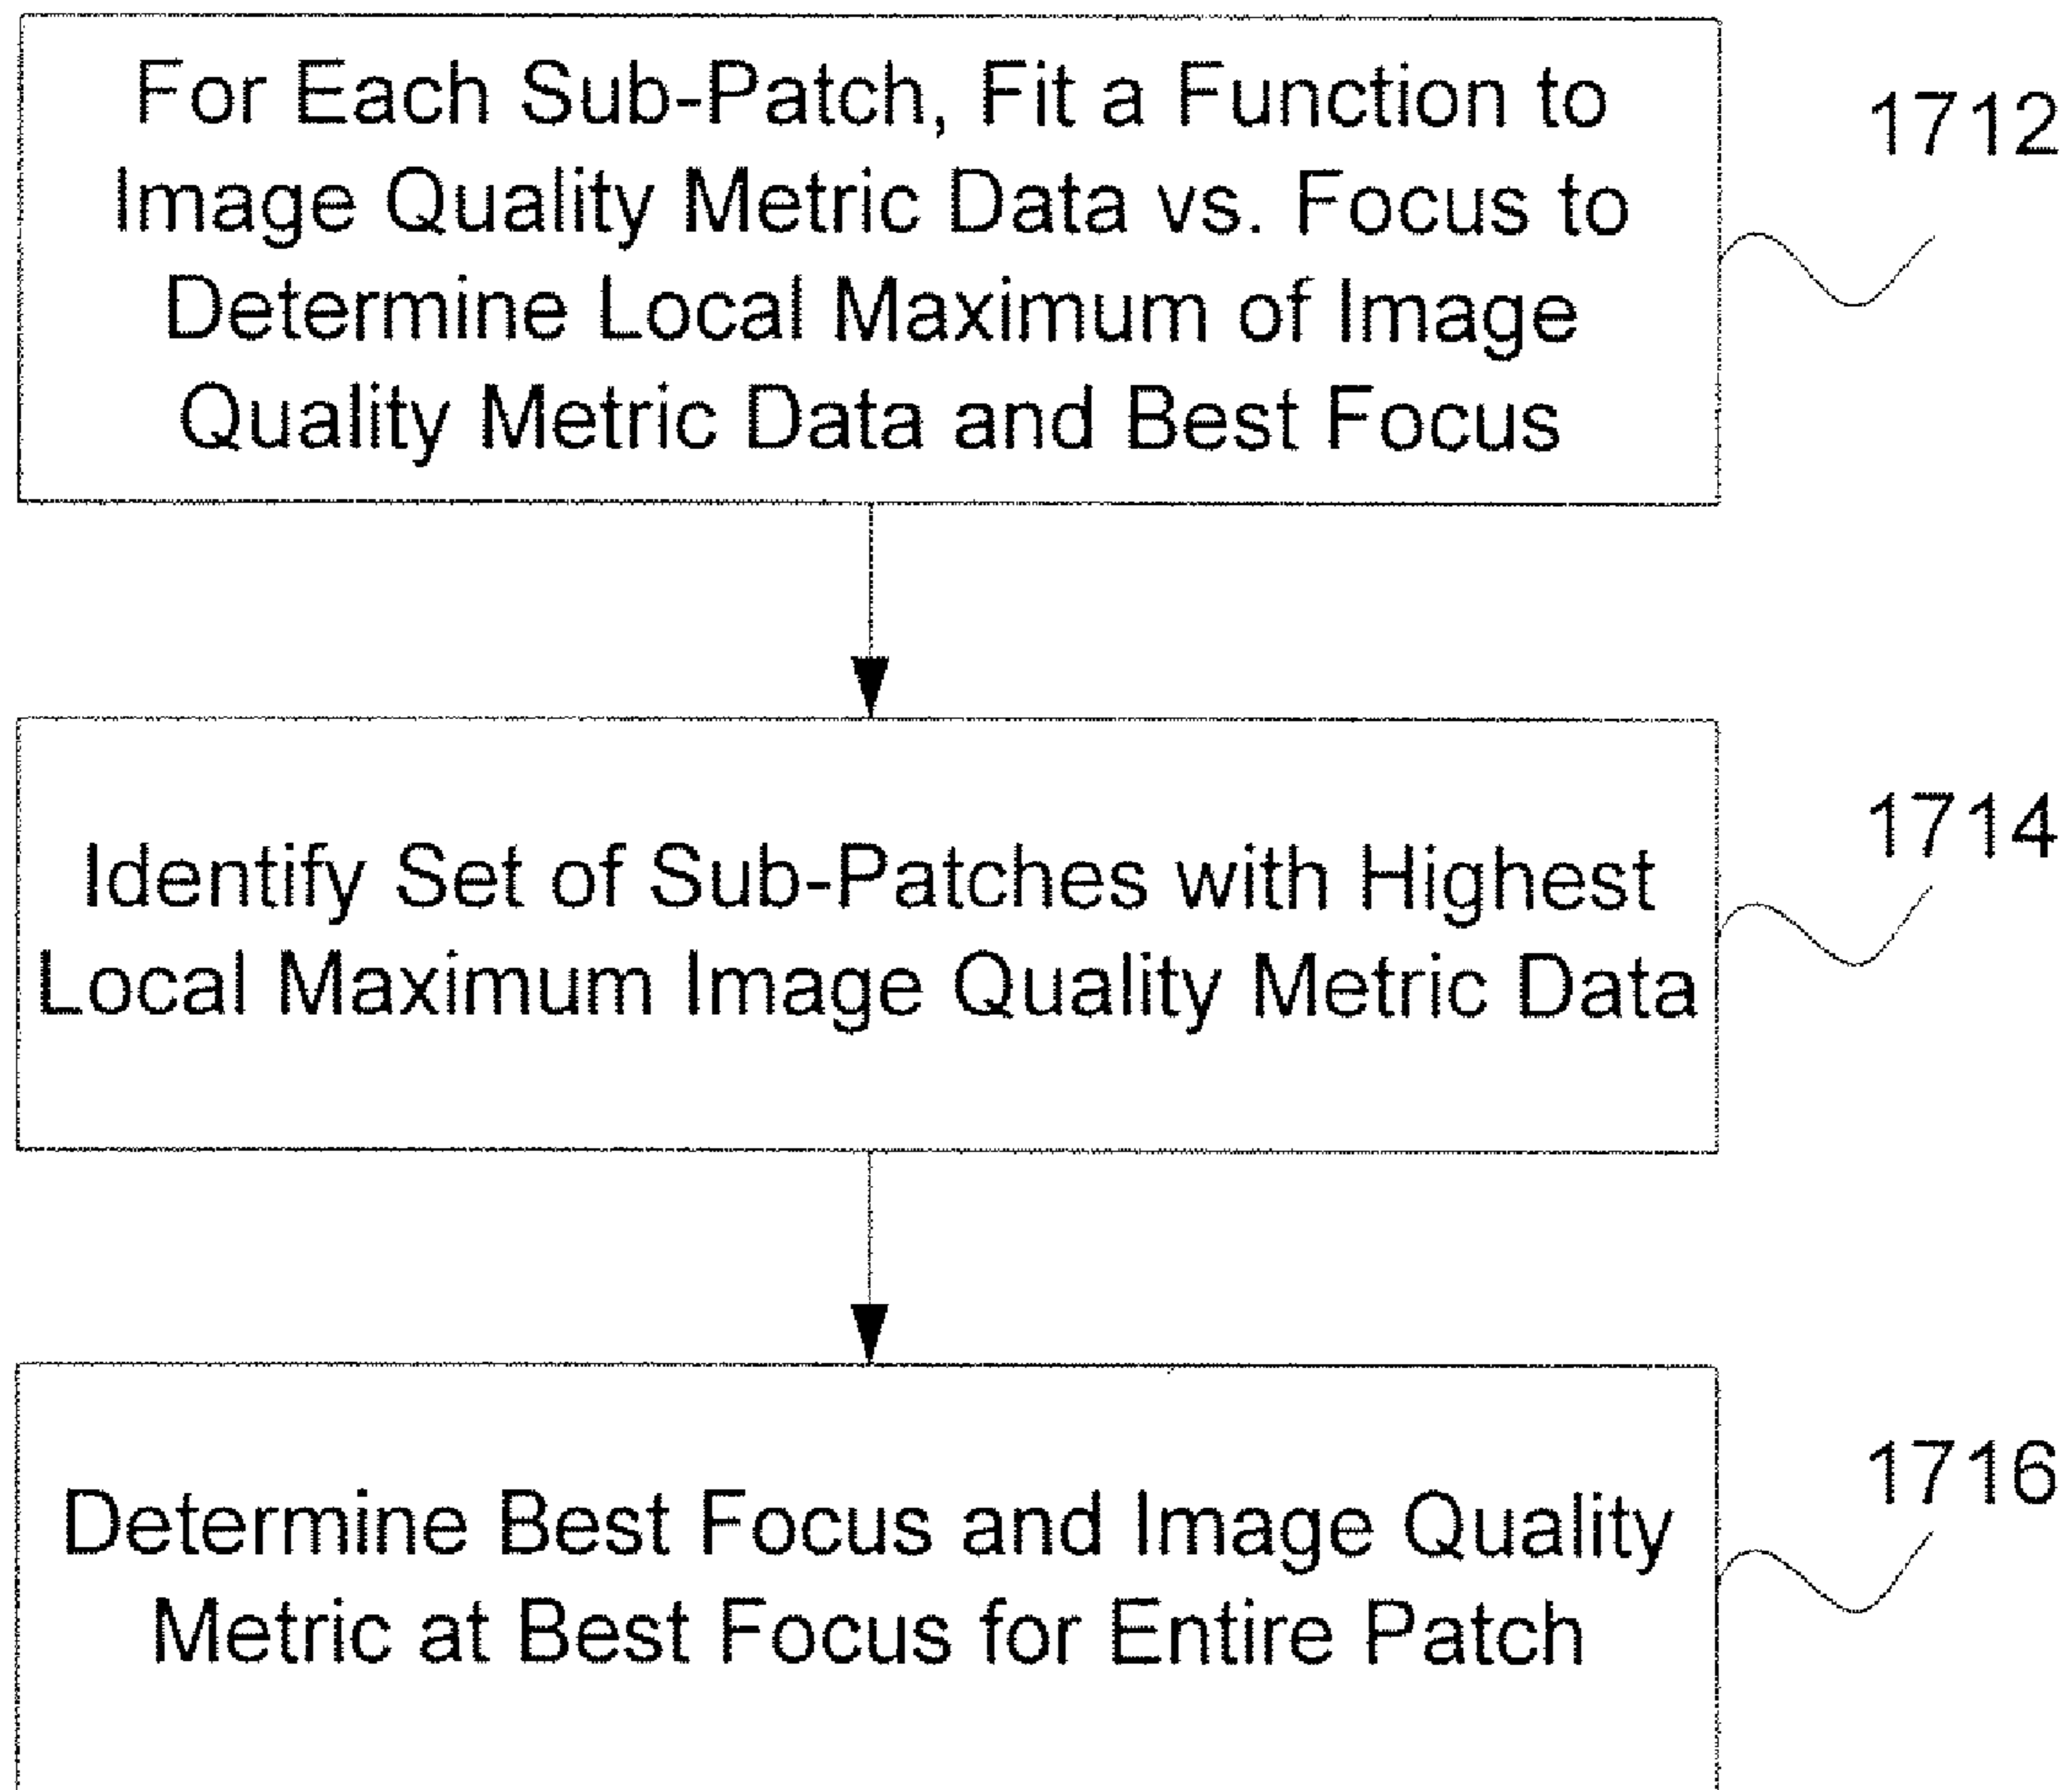 For Each Sub-Patch, Fit a Function to
Image Quality Metric Data vs. Focus to
Determine Local Maximum of Image
Quality Metric Data and Best Focus
1712
Identify Set of Sub-Patches with Highest
Local Maximum Image Quality Metric Data
1714
Determine Best Focus and Image Quality
Metric at Best Focus for Entire Patch
1716